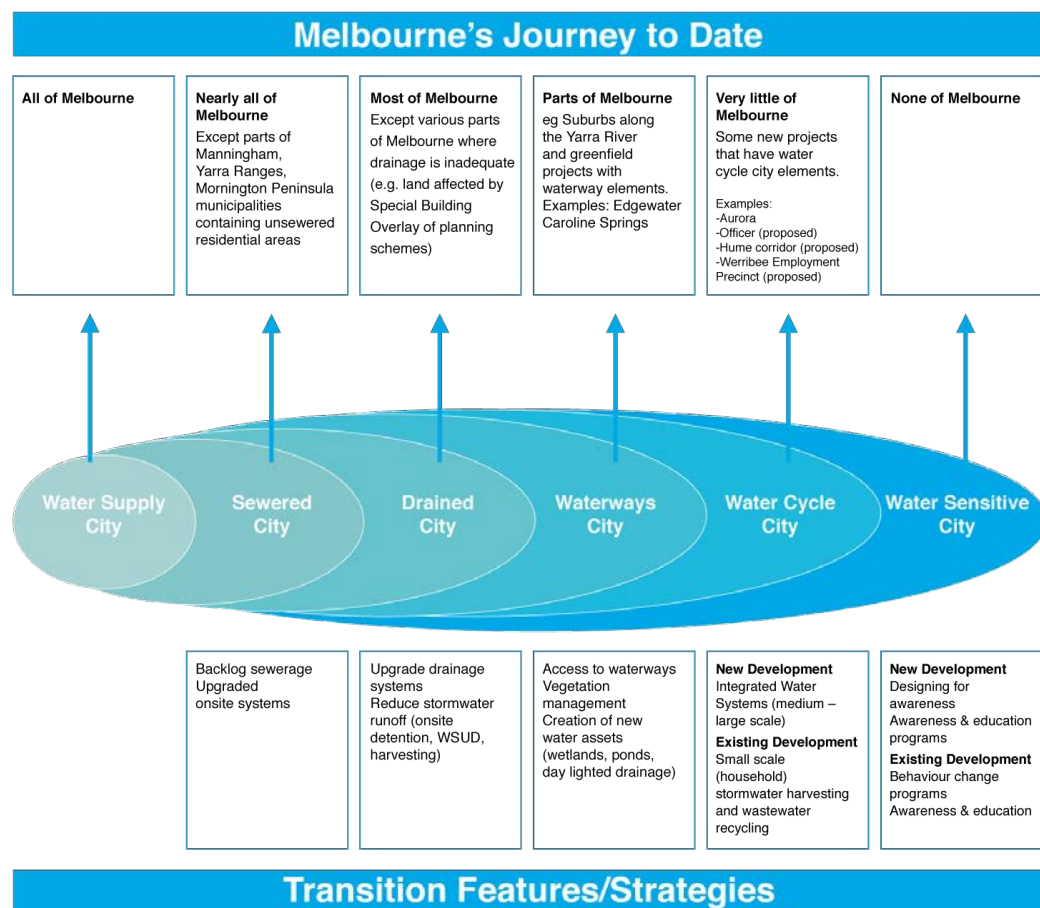 Melbourne's Journey to Date
All of Melbourne
Nearly all of
Melbourne
Except parts of
Manningham,
Yarra Ranges,
Mornington Peninsula
municipalities
containing unsewered
residential areas
Most of Melbourne
Except various parts
of Melbourne where
drainage is inadequate
(e.g. land affected by
Special Building
Overlay of planning
schemes)
Parts of Melbourne
eg Suburbs along
the Yarra River
and greenfield
projects with
waterway elements.
Examples: Edgewater
Caroline Springs
Very little of
Melbourne
Some new projects
that have water
cycle city elements.
Examples:
-Aurora
-Officer (proposed)
-Hume corridor (proposed)
-Werribee Employment
Precinct (proposed)
None of Melbourne
Water Supply
City
Sewered
City
Drained
City
Waterways
City
Water Cycle
City
Water Sensitive
City
Backlog sewerage
Upgraded
onsite systems
Upgrade drainage
systems
Reduce stormwater
runoff (onsite
detention, WSUD,
harvesting)
Access to waterways
Vegetation
management
Creation of new
water assets
(wetlands, ponds,
day lighted drainage)
New Development
Integrated Water
Systems (medium –
large scale)
Existing Development
Small scale
(household)
stormwater harvesting
and wastewater
recycling
New Development
Designing for
awareness
Awareness & education
programs
Existing Development
Behaviour change
programs
Awareness & education
Transition Features/Strategies